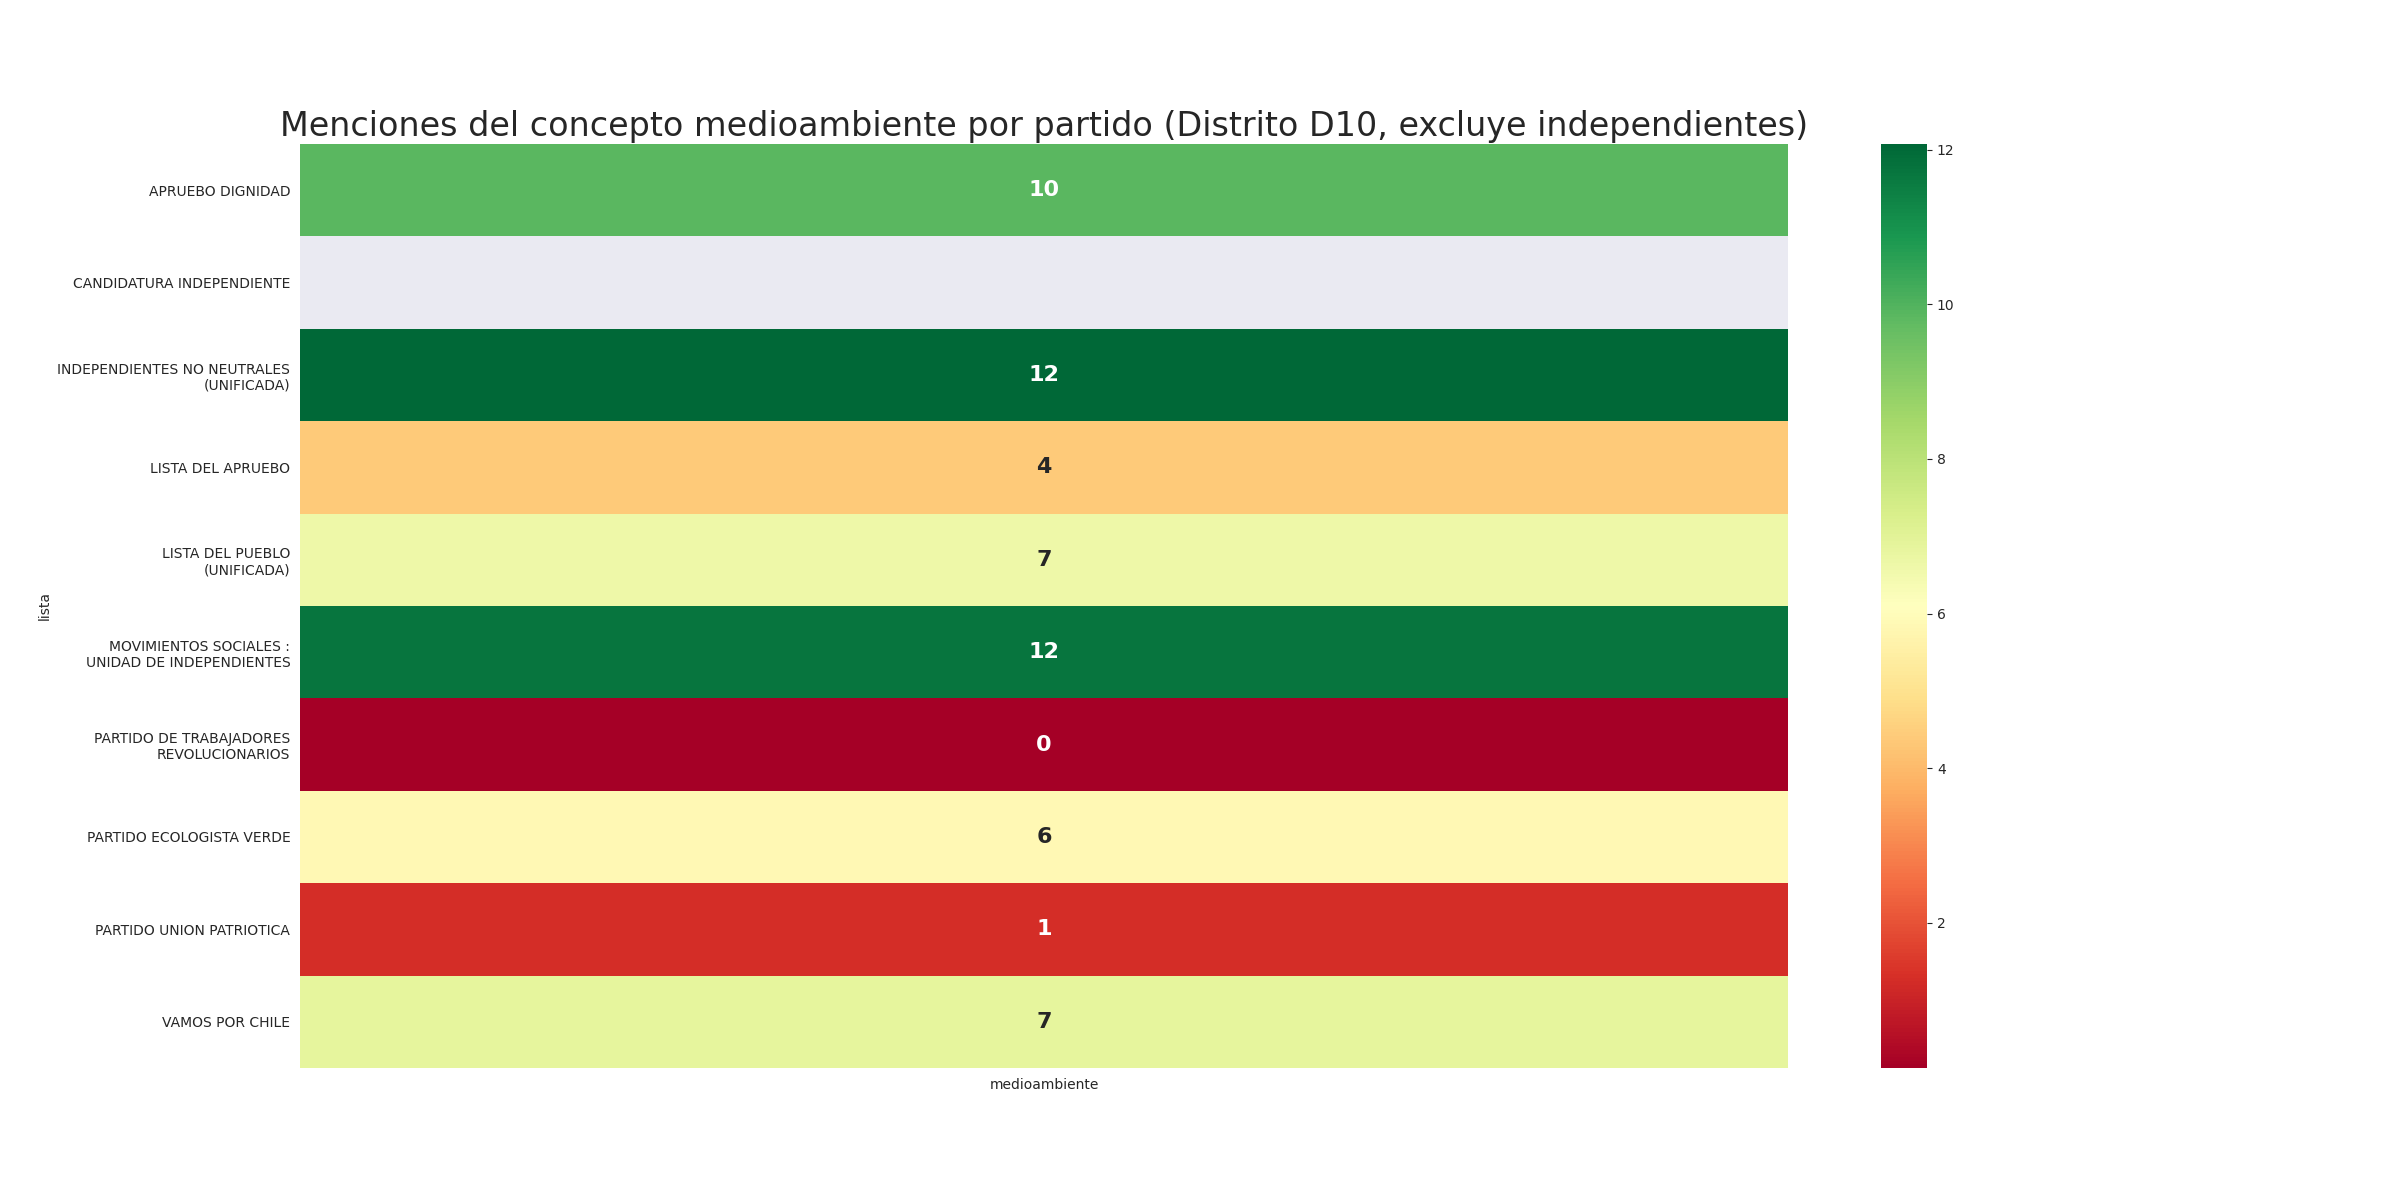 Menciones del concepto medioambiente por partido (Distrito D10, excluye independientes)
lista
APRUEBO DIGNIDAD
10
CANDIDATURA INDEPENDIENTE
INDEPENDIENTES NO NEUTRALES
(UNIFICADA)
12
LISTA DEL APRUEBO
4
LISTA DEL PUEBLO
(UNIFICADA)
7
MOVIMIENTOS SOCIALES :
UNIDAD DE INDEPENDIENTES
12
PARTIDO DE TRABAJADORES
REVOLUCIONARIOS
0
PARTIDO ECOLOGISTA VERDE
6
PARTIDO UNION PATRIOTICA
1
VAMOS POR CHILE
7
medioambiente
12
10
8
6
4
2